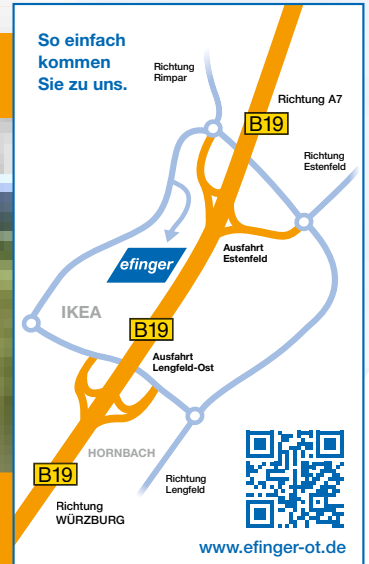 So einfach
kommen
Sie zu uns.
Richtung
Rimpar
Richtung A7
B19
Richtung
Estenfeld
Ausfahrt
Estenfeld
efinger
IKEA
B19
Ausfahrt
Lengfeld-Ost
HORNBACH
B19
Richtung
Lengfeld
Richtung
WÜRZBURG
www.efinger-ot.de